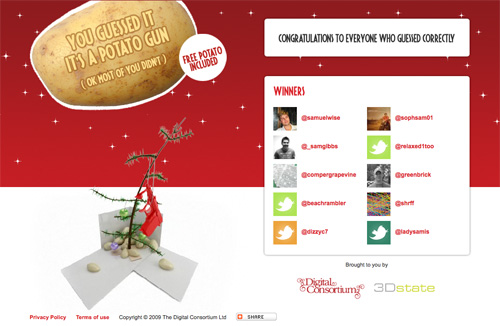 YOU GUESSED IT
IT'S A POTATO GUN
( OK MOST OF YOU DIDN'T )
FREE POTATO
INCLUDED
CONGRATULATIONS TO EVERYONE WHO GUESSED CORRECTLY
WINNERS
@samuelwise
@sophsam01
@_samgibbs
@relaxed1too
@compergrapevine
@greenbrick
@beachrambler
@shrff
@dizzyc7
@ladysamis
Brought to you by
Digital
Consortium
3Dstate
Privacy Policy Terms of use Copyright © 2009 The Digital Consortium Ltd SHARE